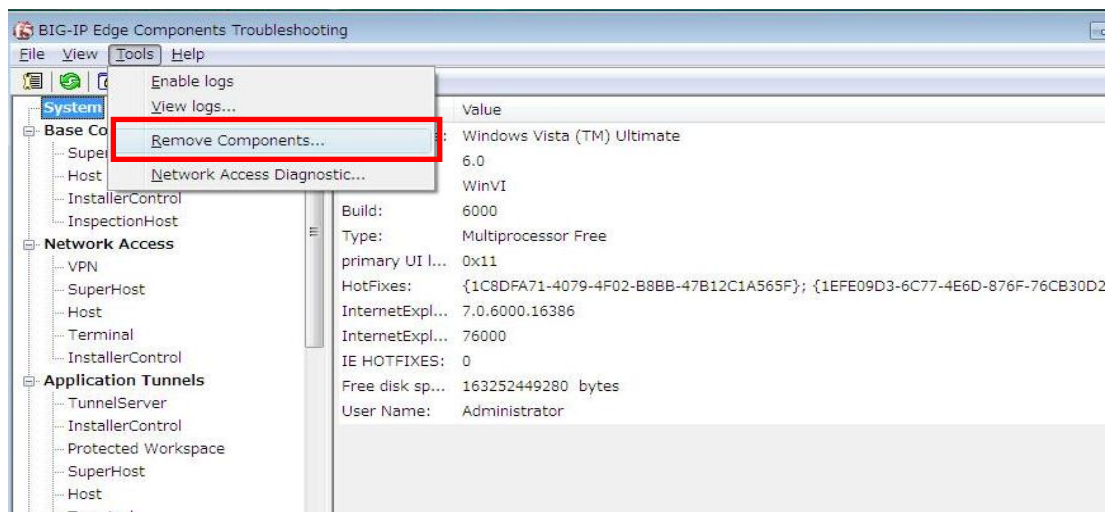 BIG-IP Edge Components Troubleshooting
File View Tools Help
Enable logs
View logs...
Remove Components...
Network Access Diagnostic...
System
Base Co
Super
Host
InstallerControl
InspectionHost
Network Access
VPN
SuperHost
Host
Terminal
InstallerControl
Application Tunnels
TunnelServer
InstallerControl
Protected Workspace
SuperHost
Host
Value
Windows Vista (TM) Ultimate
6.0
WinVI
Build: 6000
Type: Multiprocessor Free
primary UI l... 0x11
HotFixes: {1C8DFA71-4079-4F02-B8BB-47B12C1A565F}; {1EFE09D3-6C77-4E6D-876F-76CB30D2
InternetExpl... 7.0.6000.16386
InternetExpl... 76000
IE HOTFIXES: 0
Free disk sp... 163252449280 bytes
User Name: Administrator